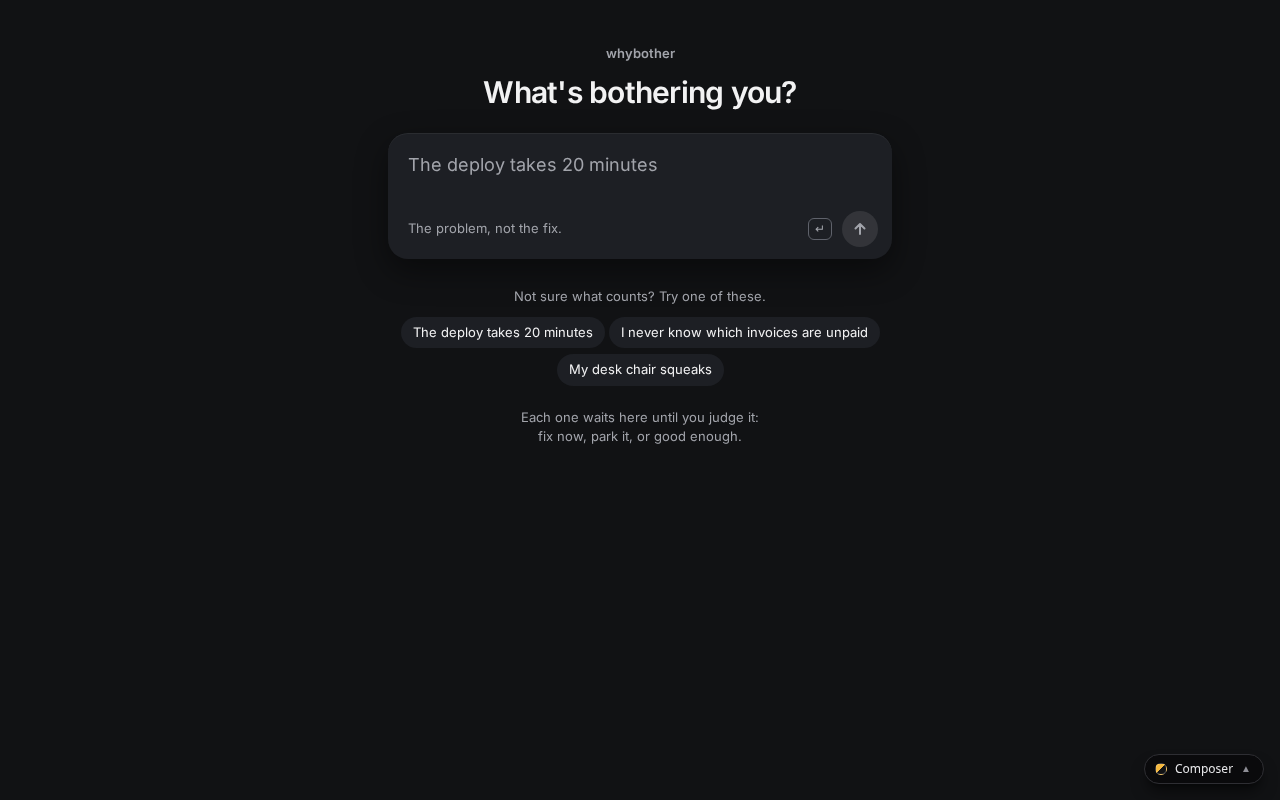 whybother
What's bothering you?
The deploy takes 20 minutes
The problem, not the fix.
↵
Not sure what counts? Try one of these.
The deploy takes 20 minutes
I never know which invoices are unpaid
My desk chair squeaks
Each one waits here until you judge it:
fix now, park it, or good enough.
Composer ▲